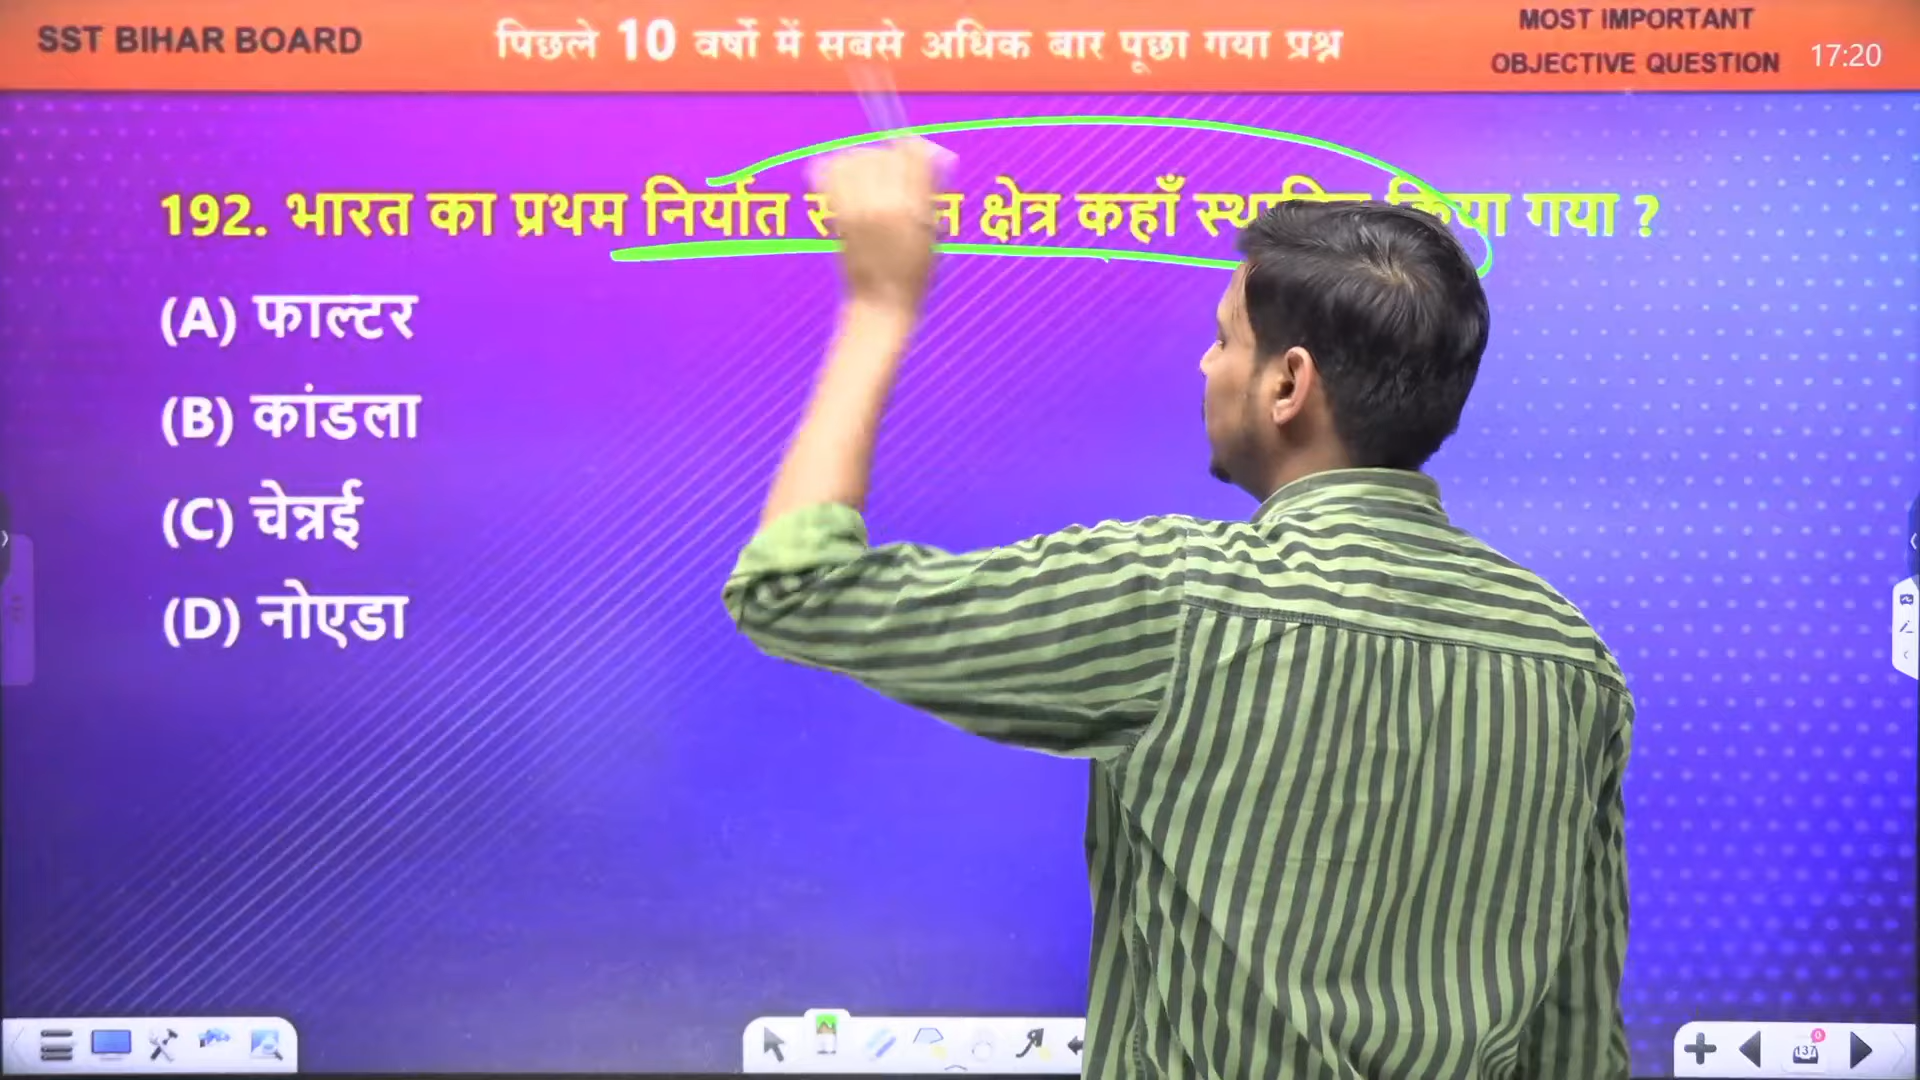 SST BIHAR BOARD
पिछले 10 वर्षो में सबसे अधिक बार पूछा गया प्रश्न
MOST IMPORTANT
OBJECTIVE QUESTION
17:20
192. भारत का प्रथम निर्यात क्षेत्र कहाँ किया गया ?
(A) फाल्टर
(B) कांडला
(C) चेन्नई
(D) नोएडा
137